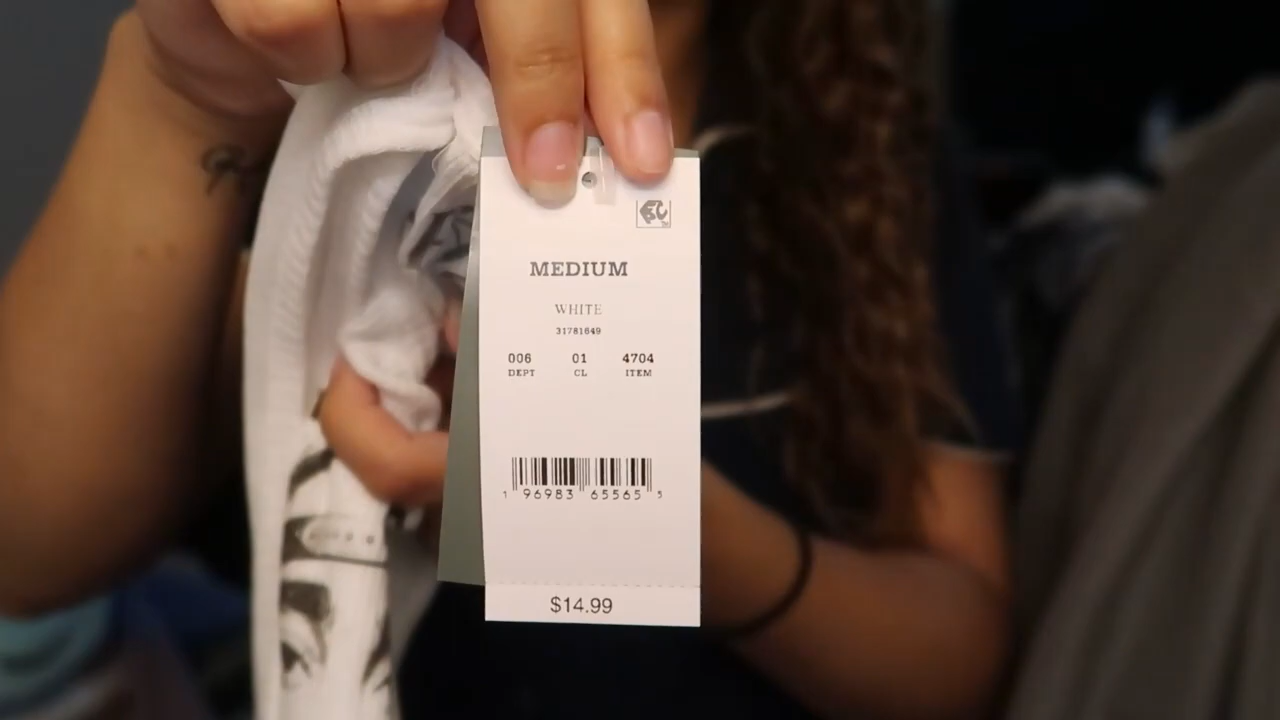 MEDIUM
WHITE
31781649
006 01 4704
DEPT CL ITEM
1 96983 65565 5
$14.99